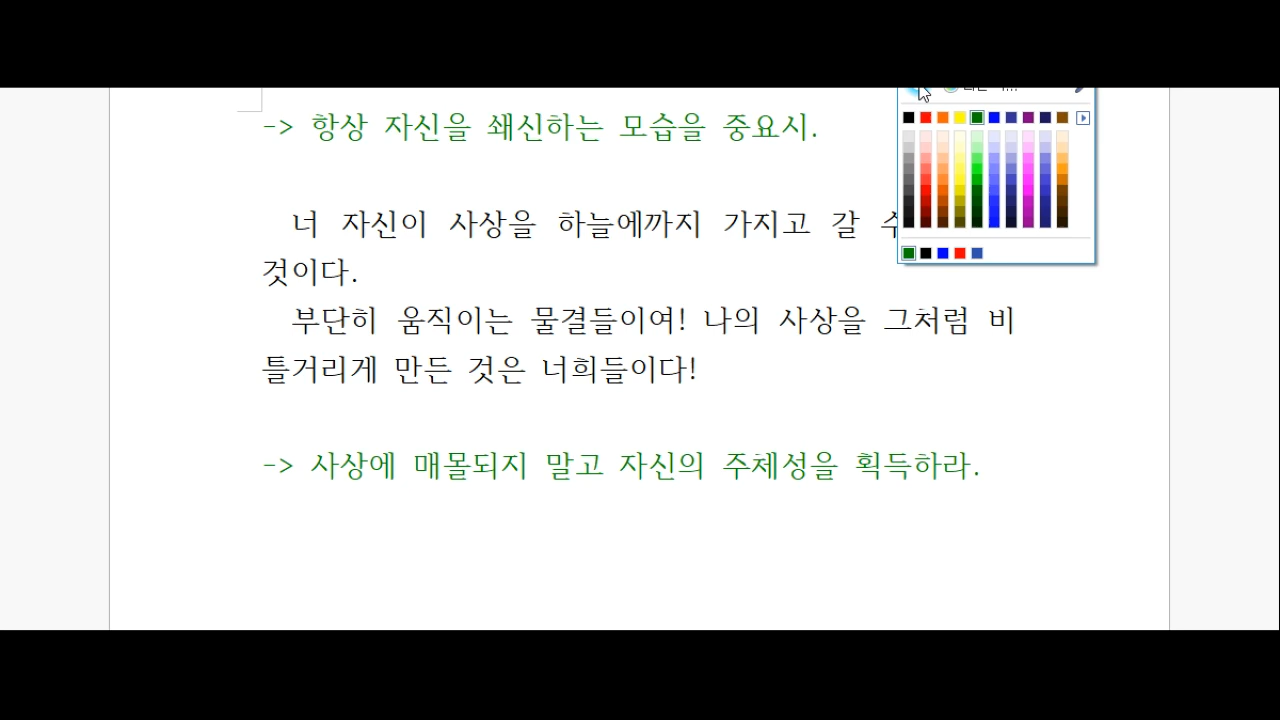 -> 항상 자신을 쇄신하는 모습을 중요시.
너 자신이 사상을 하늘에까지 가지고 갈
것이다.
부단히 움직이는 물결들이여! 나의 사상을 그처럼 비
틀거리게 만든 것은 너희들이다!
-> 사상에 매몰되지 말고 자신의 주체성을 획득하라.